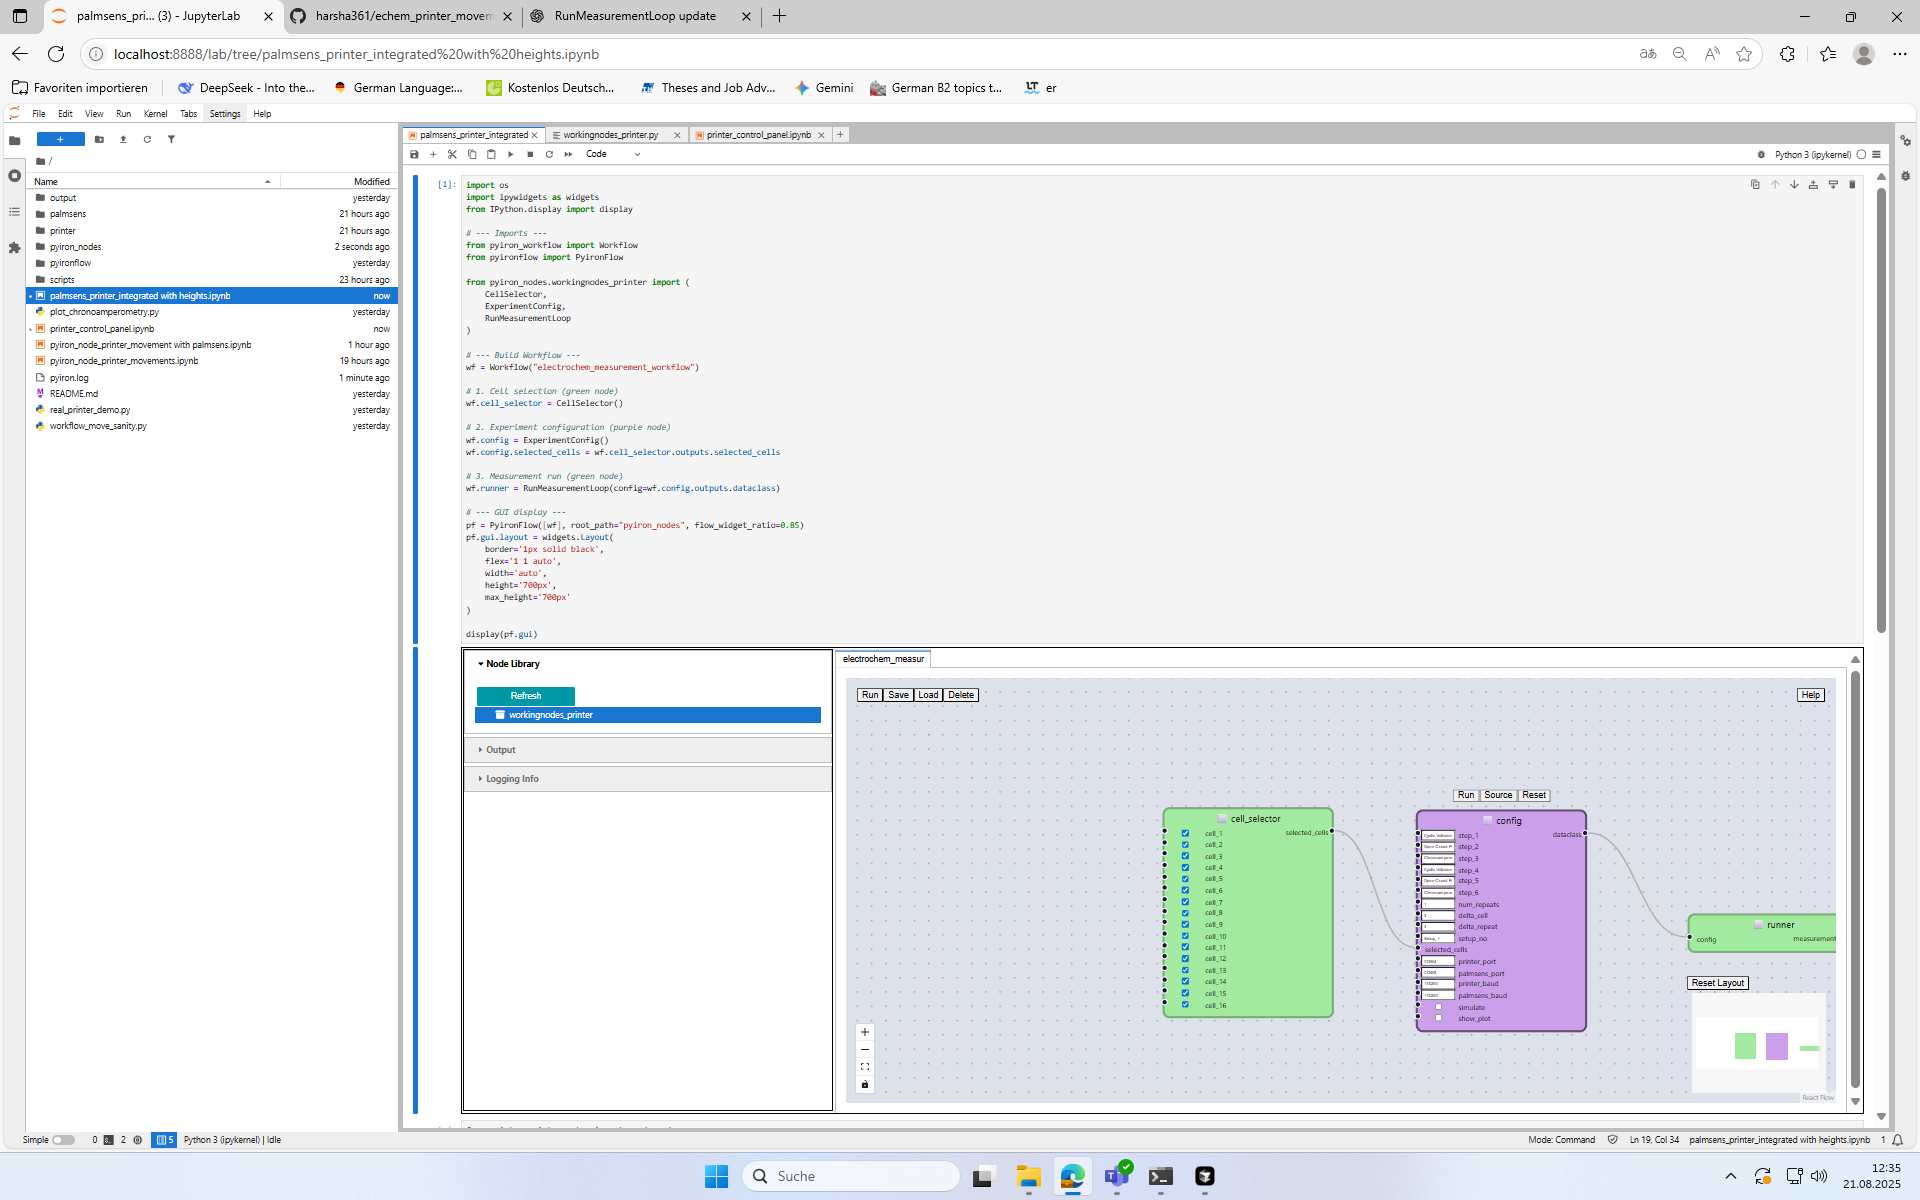 palmsens_pri... (3) - JupyterLab
harsha361/echem_printer_movem
RunMeasurementLoop update
localhost:8888/lab/tree/palmsens_printer_integrated%20with%20heights.ipynb
Favoriten importieren
DeepSeek - Into the...
German Language:...
Kostenlos Deutsch...
Theses and Job Adv...
Gemini
German B2 topics t...
er
File Edit View Run Kernel Tabs Settings Help
palmsens_printer_integrated
workingnodes_printer.py
printer_control_panel.ipynb
Code
Python 3 (ipykernel)
/
Name Modified
output yesterday
palmsens 21 hours ago
printer 21 hours ago
pyiron_nodes 2 seconds ago
pyironflow yesterday
scripts 23 hours ago
palmsens_printer_integrated with heights.ipynb now
plot_chronoamperometry.py yesterday
printer_control_panel.ipynb now
pyiron_node_printer_movement with palmsens.ipynb 1 hour ago
pyiron_node_printer_movements.ipynb 19 hours ago
pyiron.log 1 minute ago
README.md yesterday
real_printer_demo.py yesterday
workflow_move_sanity.py yesterday
[1]:
import os
import ipywidgets as widgets
from IPython.display import display
# --- Imports ---
from pyiron_workflow import Workflow
from pyironflow import PyironFlow
from pyiron_nodes.workingnodes_printer import (
CellSelector,
ExperimentConfig,
RunMeasurementLoop
)
# --- Build Workflow ---
wf = Workflow("electrochem_measurement_workflow")
# 1. Cell selection (green node)
wf.cell_selector = CellSelector()
# 2. Experiment configuration (purple node)
wf.config = ExperimentConfig()
wf.config.selected_cells = wf.cell_selector.outputs.selected_cells
# 3. Measurement run (green node)
wf.runner = RunMeasurementLoop(config=wf.config.outputs.dataclass)
# --- GUI display ---
pf = PyironFlow([wf], root_path="pyiron_nodes", flow_widget_ratio=0.85)
pf.gui.layout = widgets.Layout(
border='1px solid black',
flex='1 1 auto',
width='auto',
height='700px',
max_height='700px'
)
display(pf.gui)
Node Library
Refresh
workingnodes_printer
Output
Logging Info
electrochem_measur
Run Save Load Delete
Help
cell_selector
selected_cells
cell_1
cell_2
cell_3
cell_4
cell_5
cell_6
cell_7
cell_8
cell_9
cell_10
cell_11
cell_12
cell_13
cell_14
cell_15
cell_16
Run Source Reset
config
dataclass
step_1
step_2
step_3
step_4
step_5
step_6
num_repeats
delta_cell
delta_repeat
setup_no
selected_cells
printer_port
palmsens_port
printer_baud
palmsens_baud
simulate
show_plot
runner
config measurement
Reset Layout
React Flow
Simple 0 2 5 Python 3 (ipykernel) | Idle
Mode: Command Ln 19, Col 34 palmsens_printer_integrated with heights.ipynb 1
Suche
12:35
21.08.2025